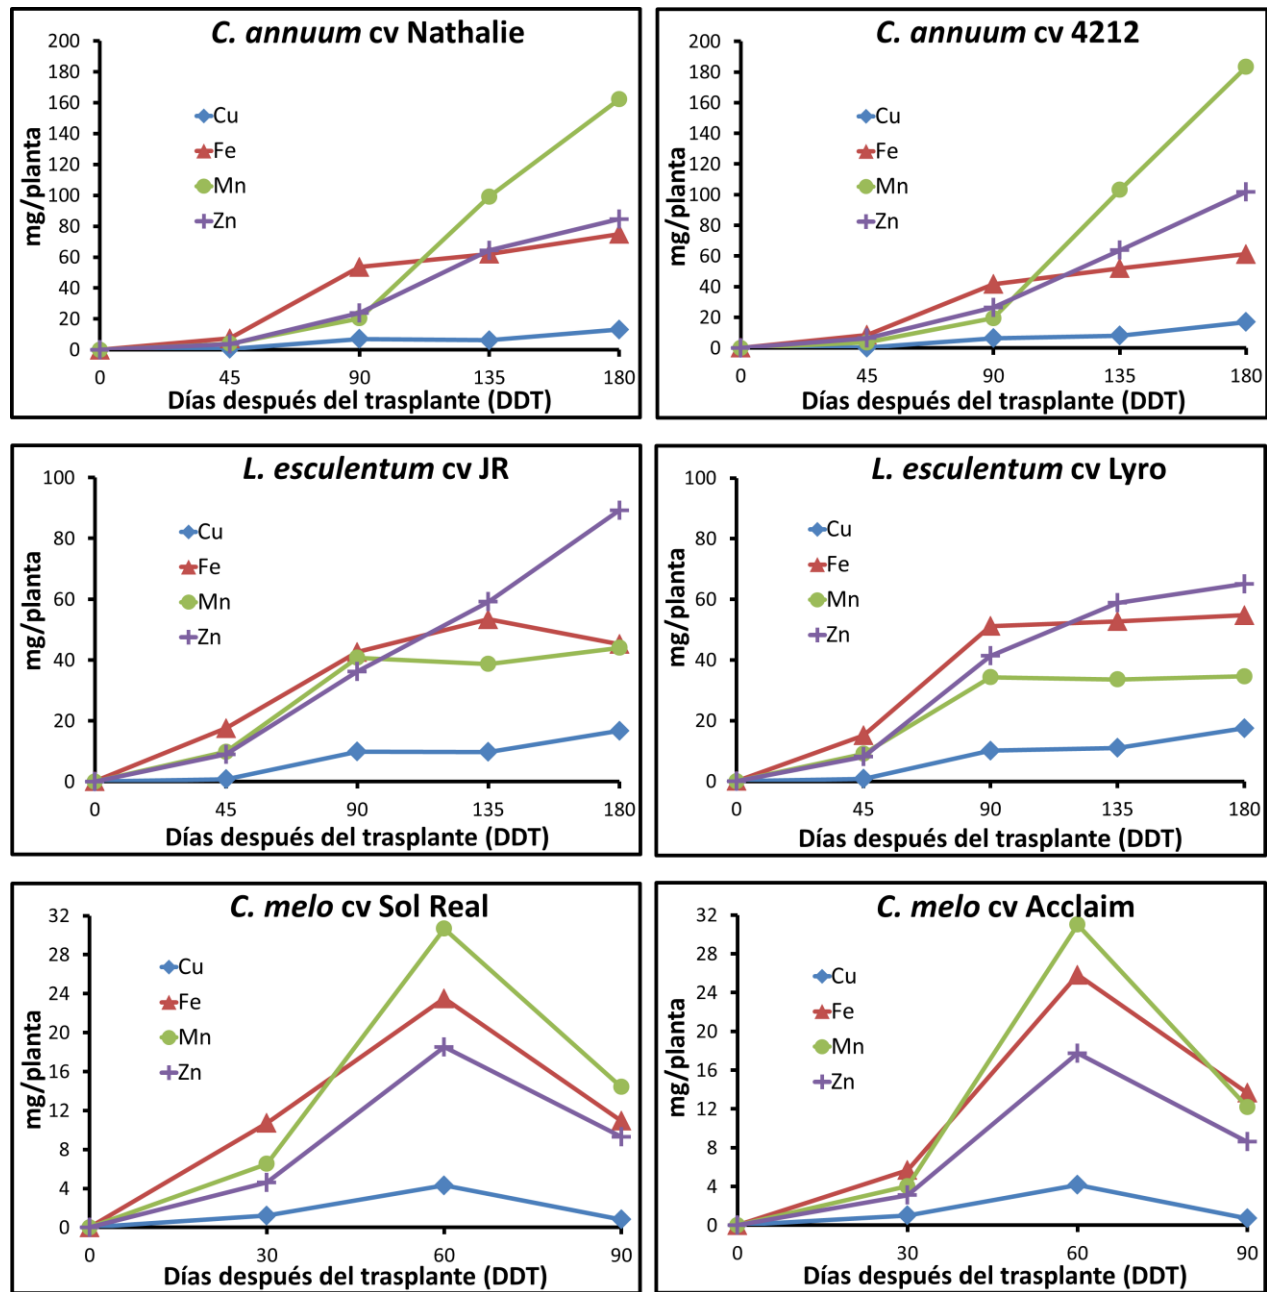 C. annuum cv Nathalie
200
180
160
140
120
100
80
60
40
20
0
mg/planta
Cu
Fe
Mn
Zn
0 45 90 135 180
Días después del trasplante (DDT)
C. annuum cv 4212
200
180
160
140
120
100
80
60
40
20
0
mg/planta
Cu
Fe
Mn
Zn
0 45 90 135 180
Días después del trasplante (DDT)
L. esculentum cv JR
100
80
60
40
20
0
mg/planta
Cu
Fe
Mn
Zn
0 45 90 135 180
Días después del trasplante (DDT)
L. esculentum cv Lyro
100
80
60
40
20
0
mg/planta
Cu
Fe
Mn
Zn
0 45 90 135 180
Días después del trasplante (DDT)
C. melo cv Sol Real
32
28
24
20
16
12
8
4
0
mg/planta
Cu
Fe
Mn
Zn
0 30 60 90
Días después del trasplante (DDT)
C. melo cv Acclaim
32
28
24
20
16
12
8
4
0
mg/planta
Cu
Fe
Mn
Zn
0 30 60 90
Días después del trasplante (DDT)